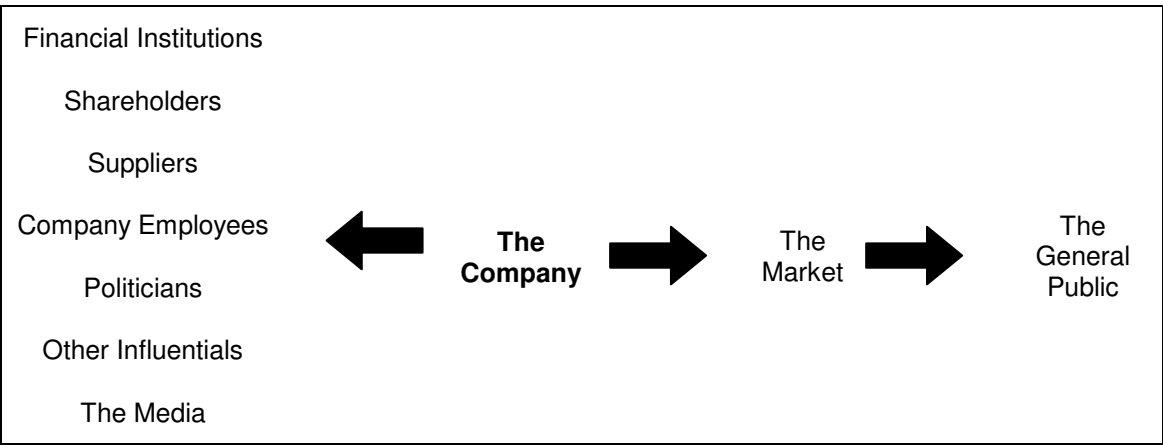 Financial Institutions
Shareholders
Suppliers
Company Employees
Politicians
Other Influentials
The Media
The
Company
The
Market
The
General
Public